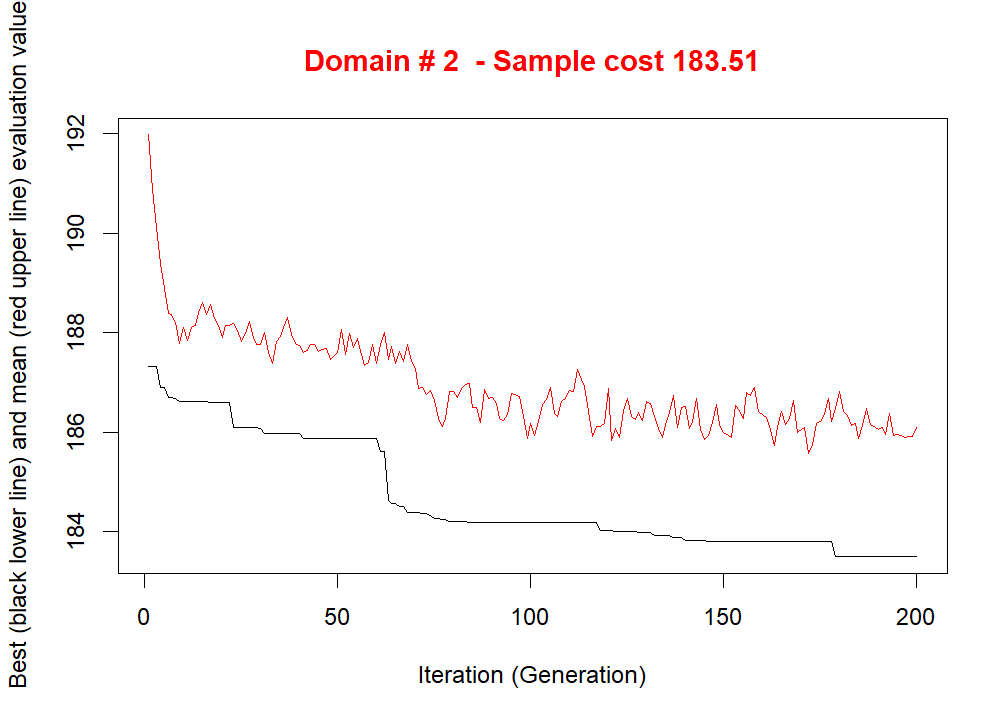 Domain # 2 - Sample cost 183.51
Best (black lower line) and mean (red upper line) evaluation value
192
190
188
186
184
0 50 100 150 200
Iteration (Generation)